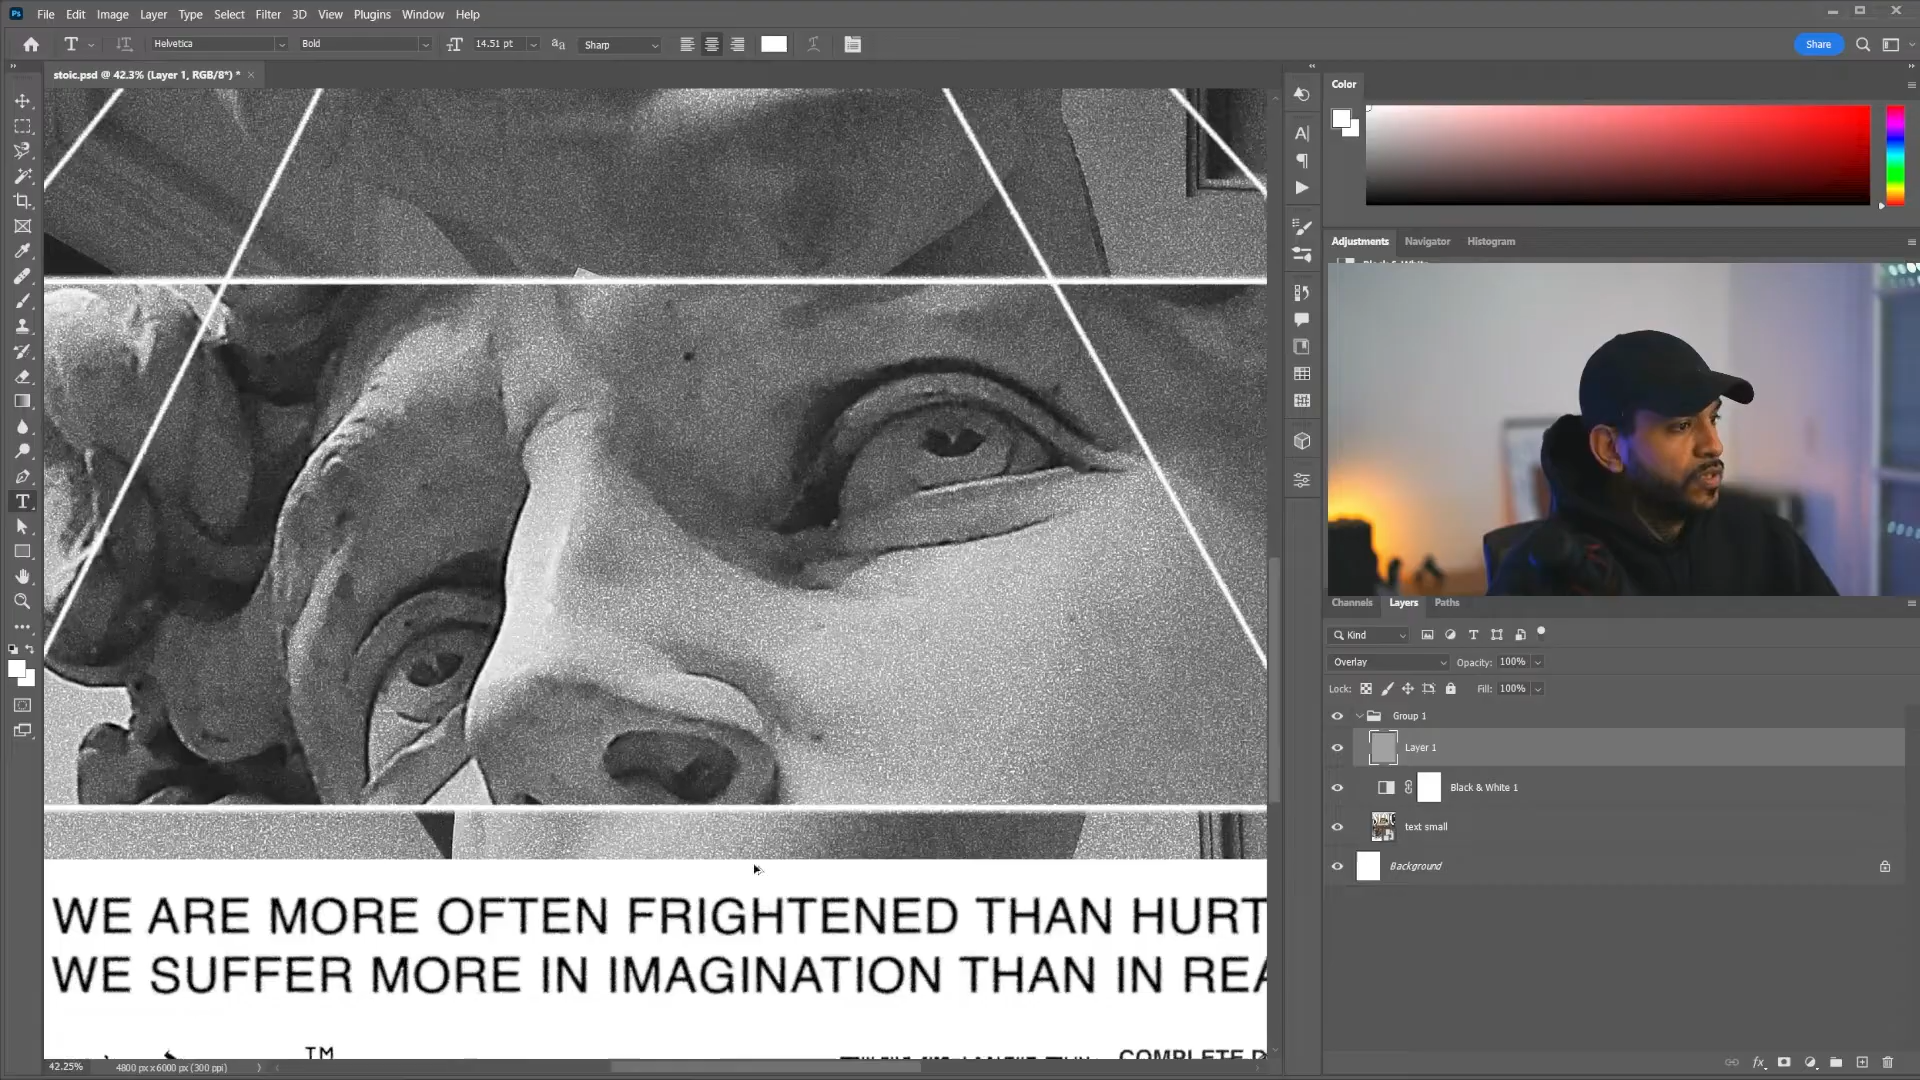 File Edit Image Layer Type Select Filter 3D View Plugins Window Help
Helvetica Bold 14.51 pt Sharp Share
stoic.psd @ 42.3% (Layer 1, RGB/8*) *
Color
Adjustments Navigator Histogram
Channels Layers Paths
Kind
Overlay Opacity: 100%
Lock: Fill: 100%
Group 1
Layer 1
Black & White 1
text small
Background
WE ARE MORE OFTEN FRIGHTENED THAN HURT
WE SUFFER MORE IN IMAGINATION THAN IN REA
TM
COMPLETE D
42.25% 4800 px x 6000 px (300 ppi)